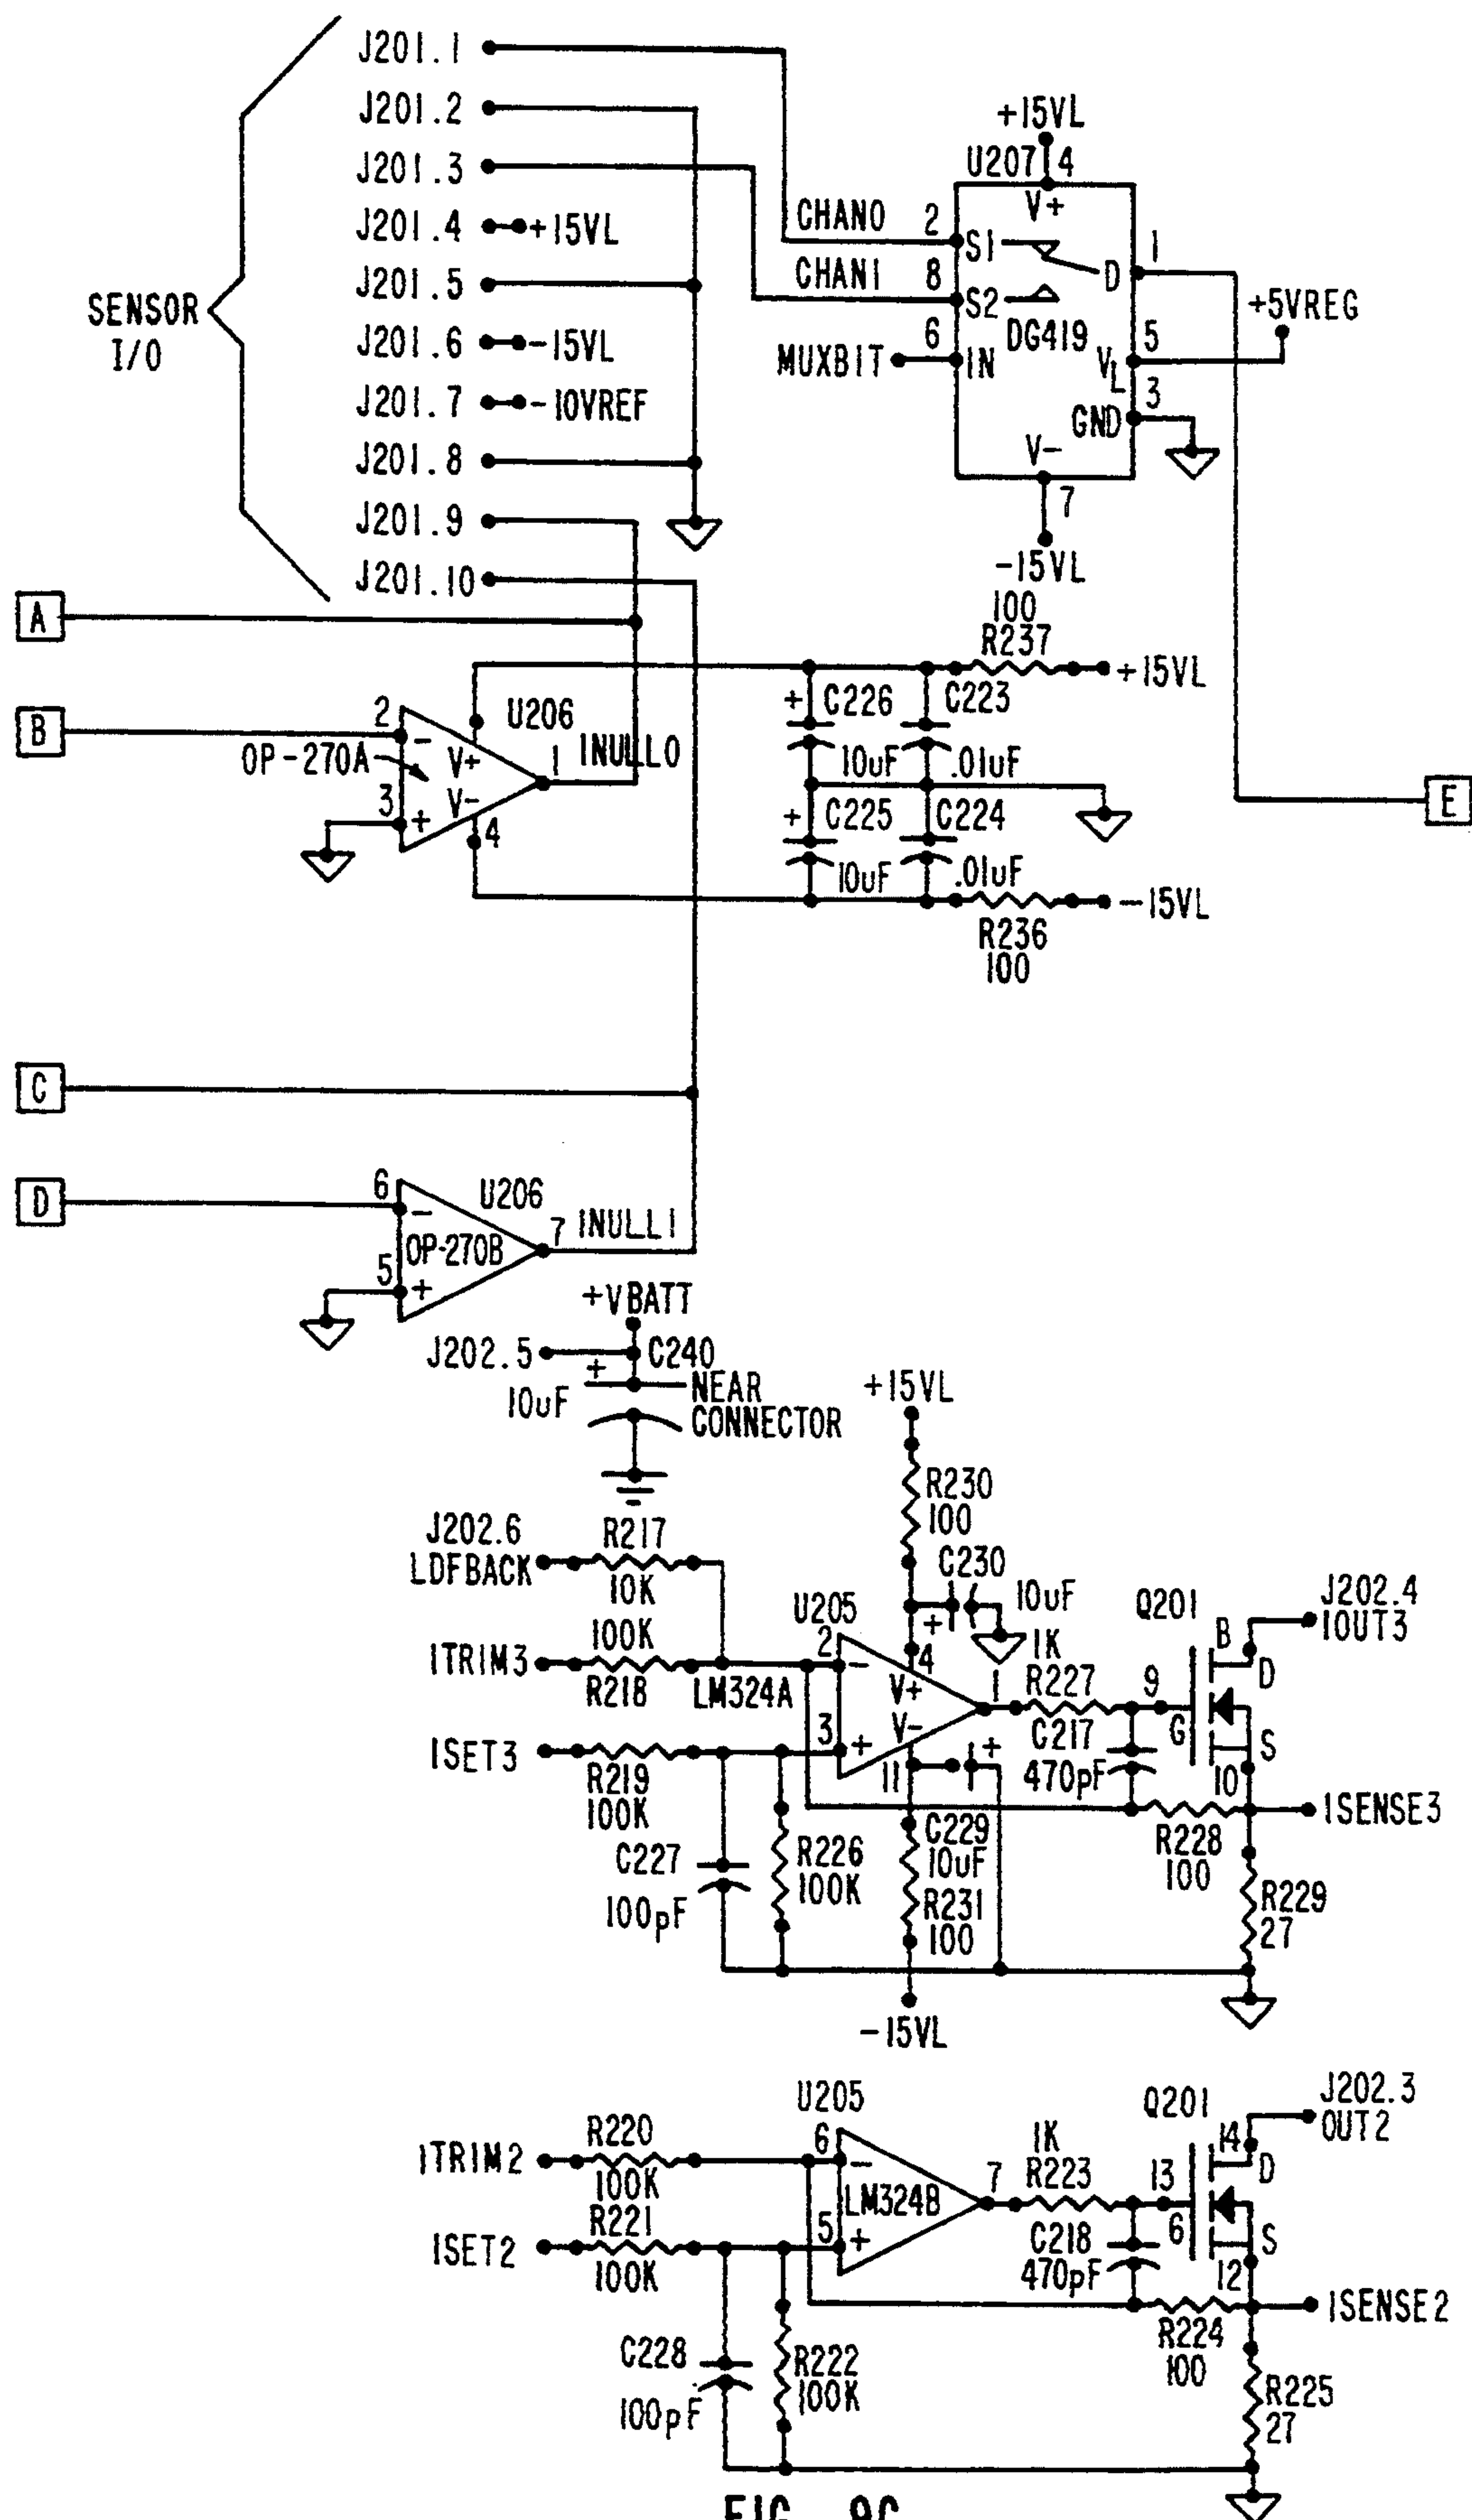 J201.1
J201.2
J201.3
J201.4
+15VL
J201.5
J201.6
-15VL
J201.7
-10VREF
J201.8
J201.9
J201.10
SENSOR
I/O
+15VL
U207
4
V+
CHAN0
2
S1
1
D
CHAN1
8
S2
+5VREG
DG419
5
VL
MUXBIT
6
IN
3
GND
V-
7
-15VL
A
100
R237
+15VL
C226
10uF
C223
.01uF
B
2
-
U206
V+
OP-270A
1
INULL0
V-
3
+
4
+
+
C225
10uF
C224
.01uF
E
-15VL
R236
100
C
D
6
-
U206
OP-270B
7
INULL1
5
+
+VBATT
J202.5
C240
+
10uF
NEAR
CONNECTOR
+15VL
R230
100
J202.6
LDFBACK
R217
10K
C230
10uF
+
100K
ITRIM3
R218
LM324A
U205
2
-
4
V+
1
1K
R227
9
Q201
B
D
G
S
10
J202.4
IOUT3
V-
3
+
11
+
ISET3
R219
100K
C217
470pF
ISENSE3
R228
100
C229
10uF
R231
100
C227
100pF
R226
100K
R229
27
-15VL
U205
Q201
J202.3
OUT2
ITRIM2
R220
100K
6
-
LM324B
7
1K
R223
13
14
D
6
S
12
ISET2
R221
100K
5
+
C218
470pF
ISENSE2
R224
100
C228
100pF
R222
100K
R225
27
FIG. 9C